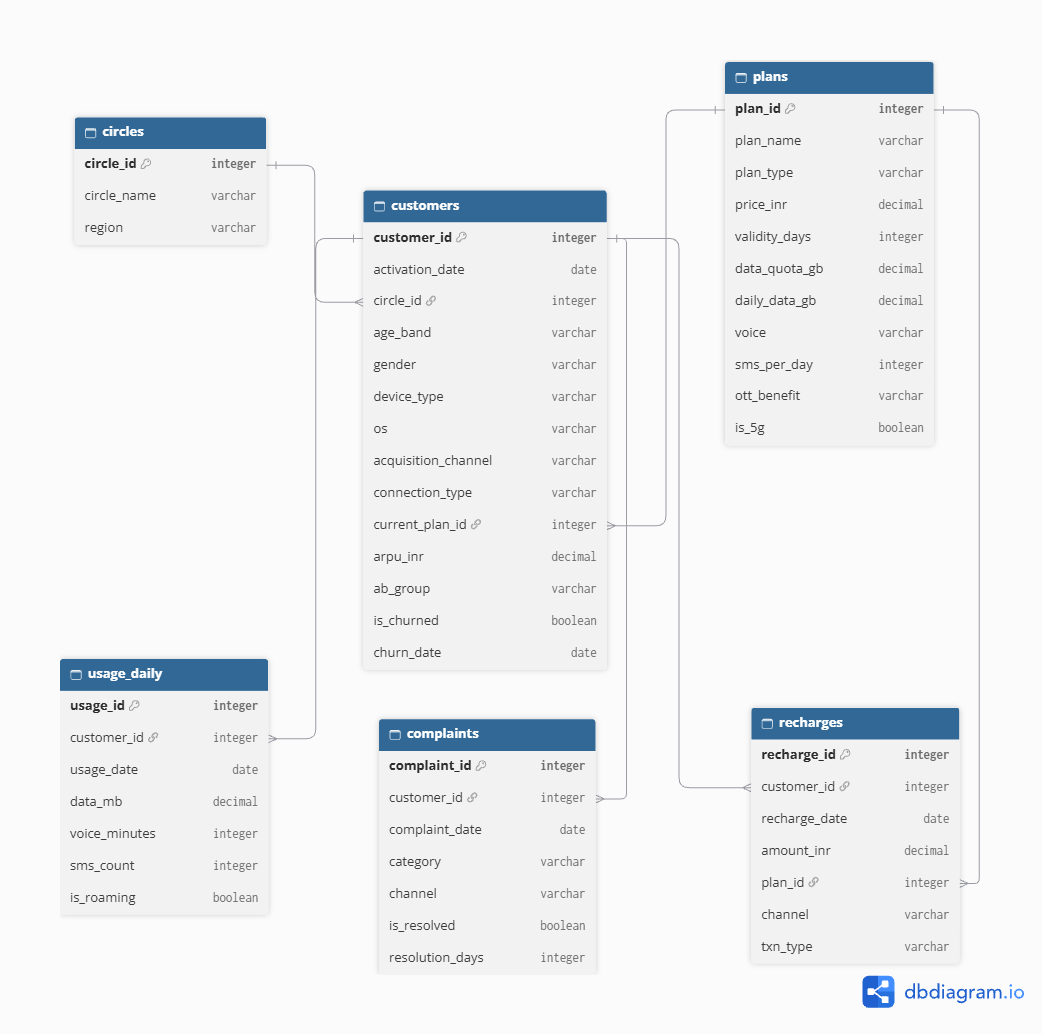 circles
circle_id integer
circle_name varchar
region varchar
customers
customer_id integer
activation_date date
circle_id integer
age_band varchar
gender varchar
device_type varchar
os varchar
acquisition_channel varchar
connection_type varchar
current_plan_id integer
arpu_inr decimal
ab_group varchar
is_churned boolean
churn_date date
plans
plan_id integer
plan_name varchar
plan_type varchar
price_inr decimal
validity_days integer
data_quota_gb decimal
daily_data_gb decimal
voice varchar
sms_per_day integer
ott_benefit varchar
is_5g boolean
usage_daily
usage_id integer
customer_id integer
usage_date date
data_mb decimal
voice_minutes integer
sms_count integer
is_roaming boolean
complaints
complaint_id integer
customer_id integer
complaint_date date
category varchar
channel varchar
is_resolved boolean
resolution_days integer
recharges
recharge_id integer
customer_id integer
recharge_date date
amount_inr decimal
plan_id integer
channel varchar
txn_type varchar
dbdiagram.io